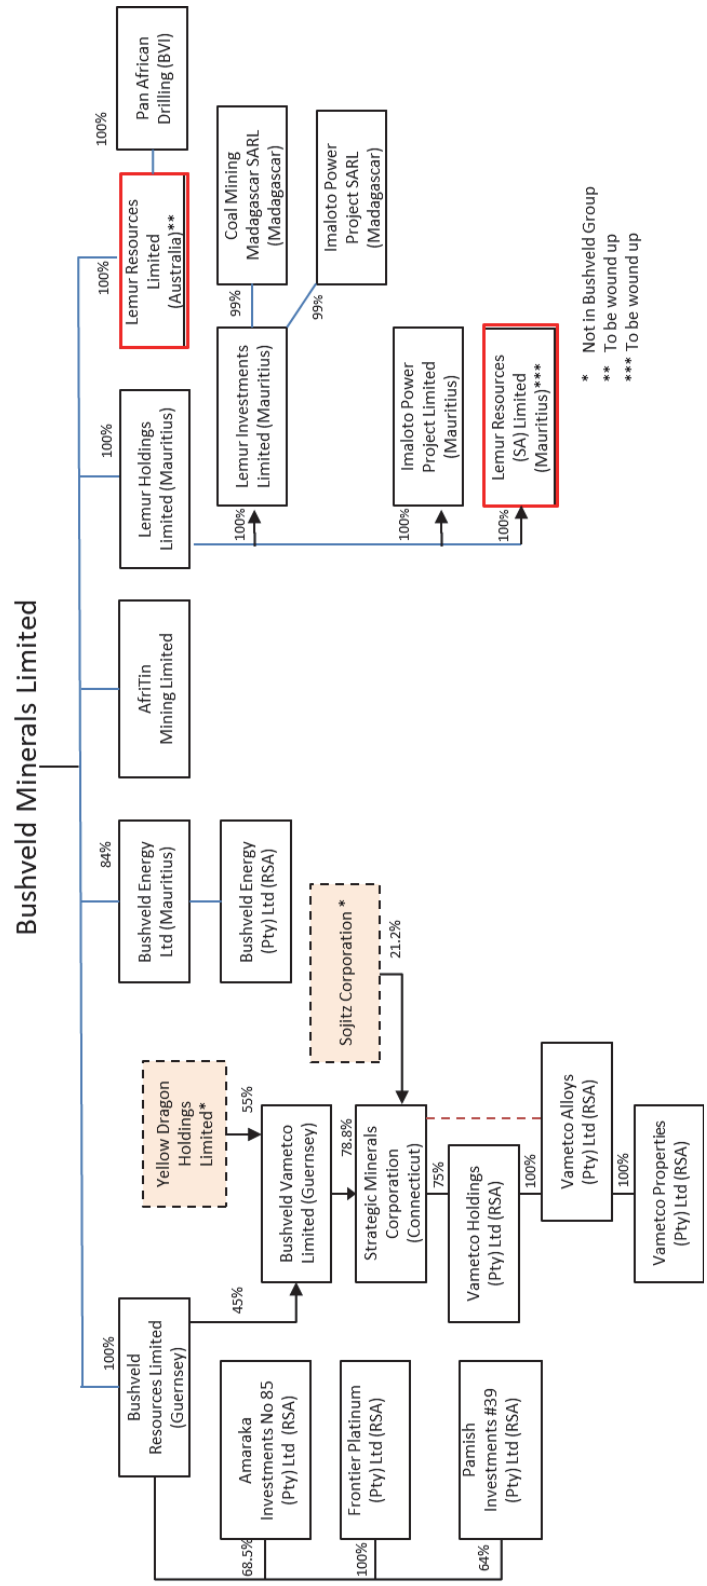 Bushveld Minerals Limited
100%
Bushveld
Resources Limited
(Guernsey)
68.5%
Amaraka
Investments No 85
(Pty) Ltd (RSA)
100%
Frontier Platinum
(Pty) Ltd (RSA)
64%
Pamish
Investments #39
(Pty) Ltd (RSA)
45%
Yellow Dragon
Holdings
Limited*
55%
Bushveld Vametco
Limited (Guernsey)
78.8%
Sojitz Corporation *
21.2%
Strategic Minerals
Corporation
(Connecticut)
75%
Vametco Holdings
(Pty) Ltd (RSA)
100%
Vametco Alloys
(Pty) Ltd (RSA)
100%
Vametco Properties
(Pty) Ltd (RSA)
84%
Bushveld Energy
Ltd (Mauritius)
Bushveld Energy
(Pty) Ltd (RSA)
AfriTin
Mining Limited
100%
Lemur Holdings
Limited (Mauritius)
100%
Lemur Investments
Limited (Mauritius)
99%
Coal Mining
Madagascar SARL
(Madagascar)
99%
Imaloto Power
Project SARL
(Madagascar)
100%
Imaloto Power
Project Limited
(Mauritius)
100%
Lemur Resources
(SA) Limited
(Mauritius)***
100%
Lemur Resources
Limited
(Australia)**
100%
Pan African
Drilling (BVI)
* Not in Bushveld Group
** To be wound up
*** To be wound up